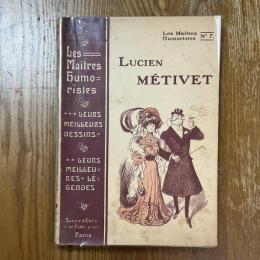 Les Maîtres
Humoristes
N° 7.
LUCIEN
MÉTIVET
Les
Maîtres
Humo-
ristes
LEURS
MEILLEURS
DESSINS
LEURS
MEILLEU-
RES LÉ-
GENDES
Paris